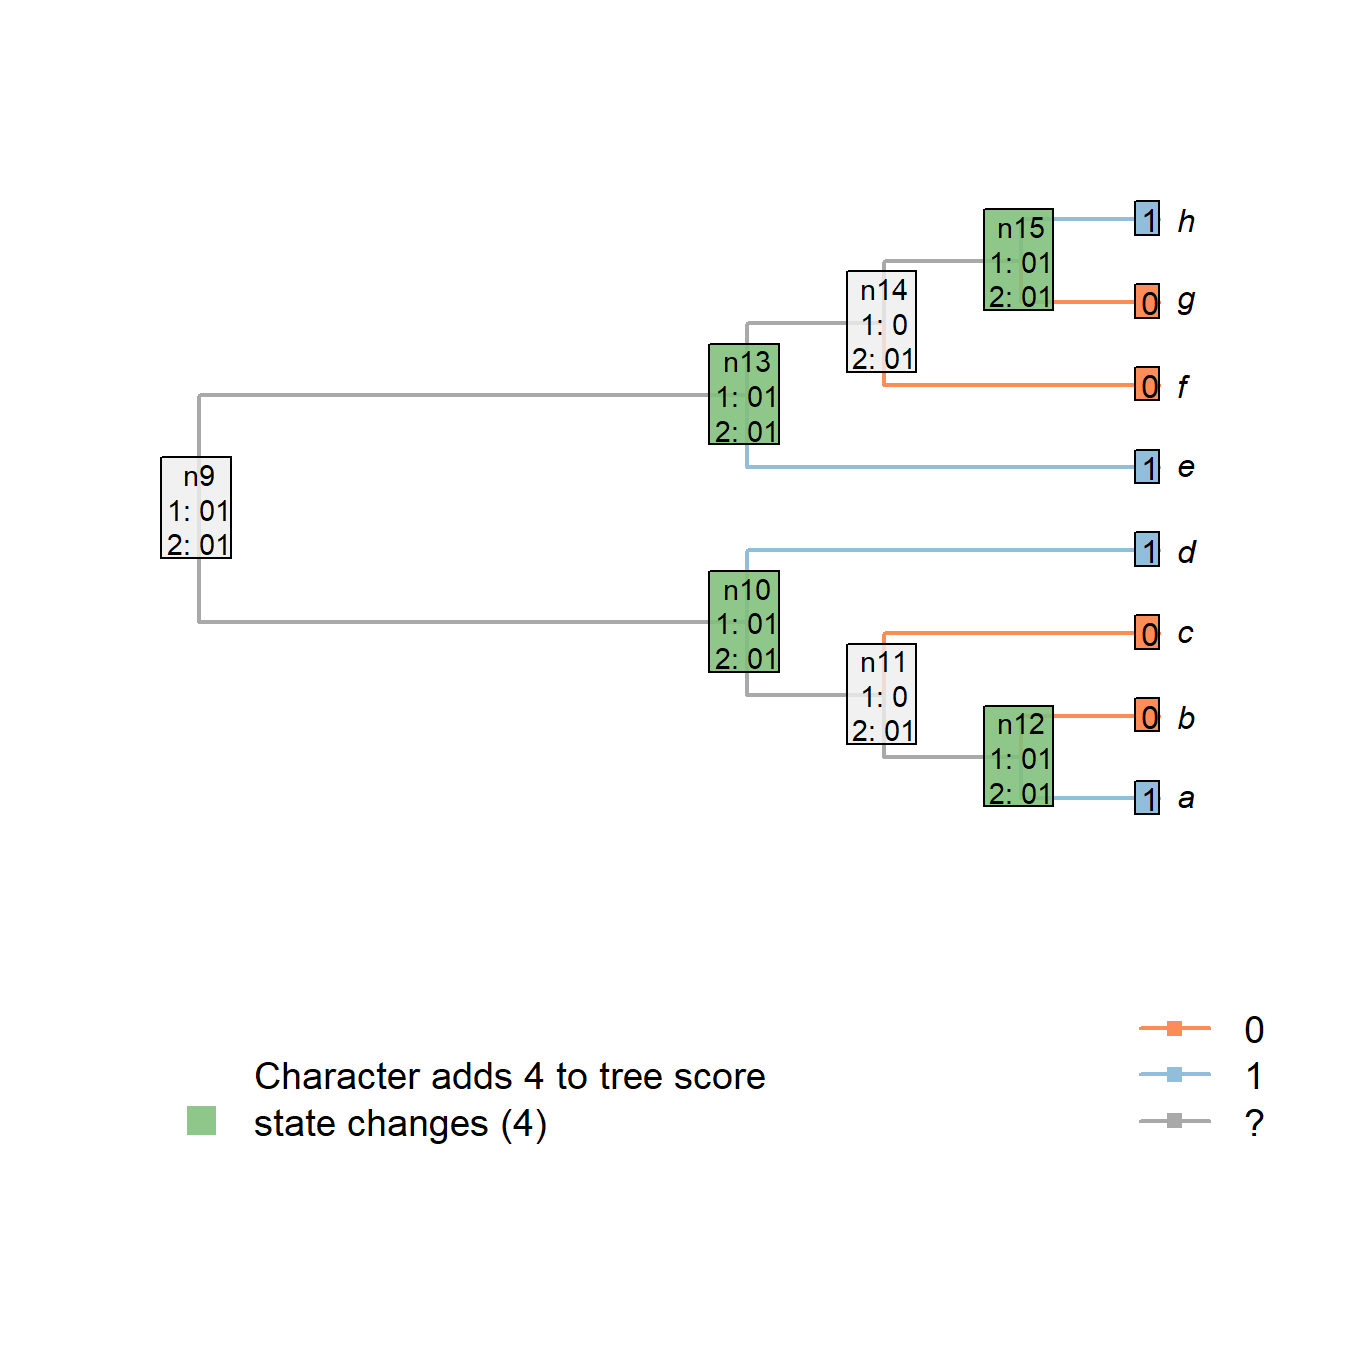 1 h
n15
1: 01
2: 01
0 g
n14
1: 0
2: 01
n13
1: 01
2: 01
0 f
1 e
n9
1: 01
2: 01
1 d
n10
1: 01
2: 01
0 c
n11
1: 0
2: 01
n12
1: 01
2: 01
0 b
1 a
Character adds 4 to tree score
state changes (4)
0
1
?